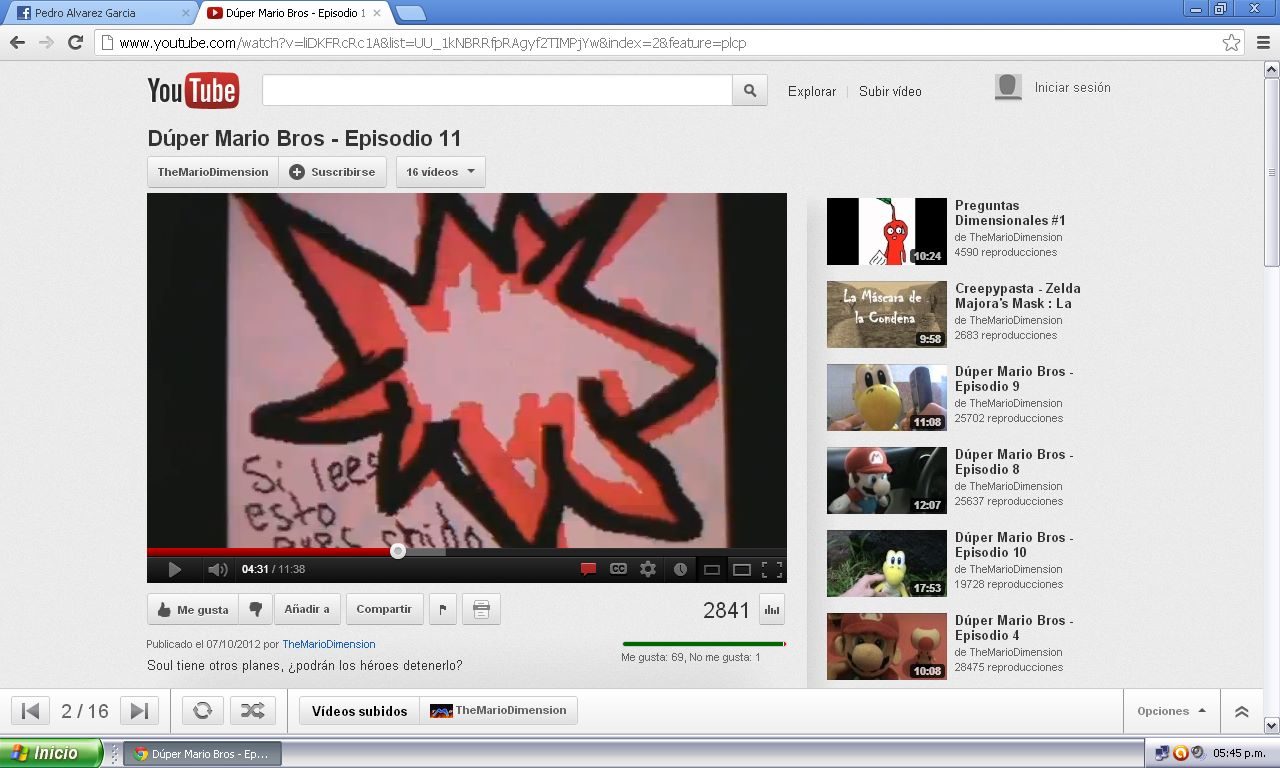 Pedro Alvarez Garcia
Dúper Mario Bros - Episodio 1
www.youtube.com/watch?v=liDKFRcRc1A&list=UU_1kNBRRfpRAgyf2TTtPjYw&index=2&feature=plcp
YouTube
Explorar
Subir vídeo
Iniciar sesión
Dúper Mario Bros - Episodio 11
TheMarioDimension
Suscribirse
16 vídeos
Si lees
esto
eres chido
04:31 / 11:38
CC
Me gusta
Añadir a
Compartir
2841
Publicado el 07/10/2012 por TheMarioDimension
Me gusta: 69, No me gusta: 1
Soul tiene otros planes, ¿podrán los héroes detenerlo?
10:24
Preguntas
Dimensionales #1
de TheMarioDimension
4590 reproducciones
La Máscara de
la Condena
9:58
Creepypasta - Zelda
Majora's Mask : La
de TheMarioDimension
2683 reproducciones
11:08
Dúper Mario Bros -
Episodio 9
de TheMarioDimension
25702 reproducciones
12:07
Dúper Mario Bros -
Episodio 8
de TheMarioDimension
25637 reproducciones
17:53
Dúper Mario Bros -
Episodio 10
de TheMarioDimension
19728 reproducciones
10:08
Dúper Mario Bros -
Episodio 4
de TheMarioDimension
28475 reproducciones
2 / 16
Vídeos subidos
TheMarioDimension
Opciones
Inicio
Dúper Mario Bros - Ep...
05:45 p.m.